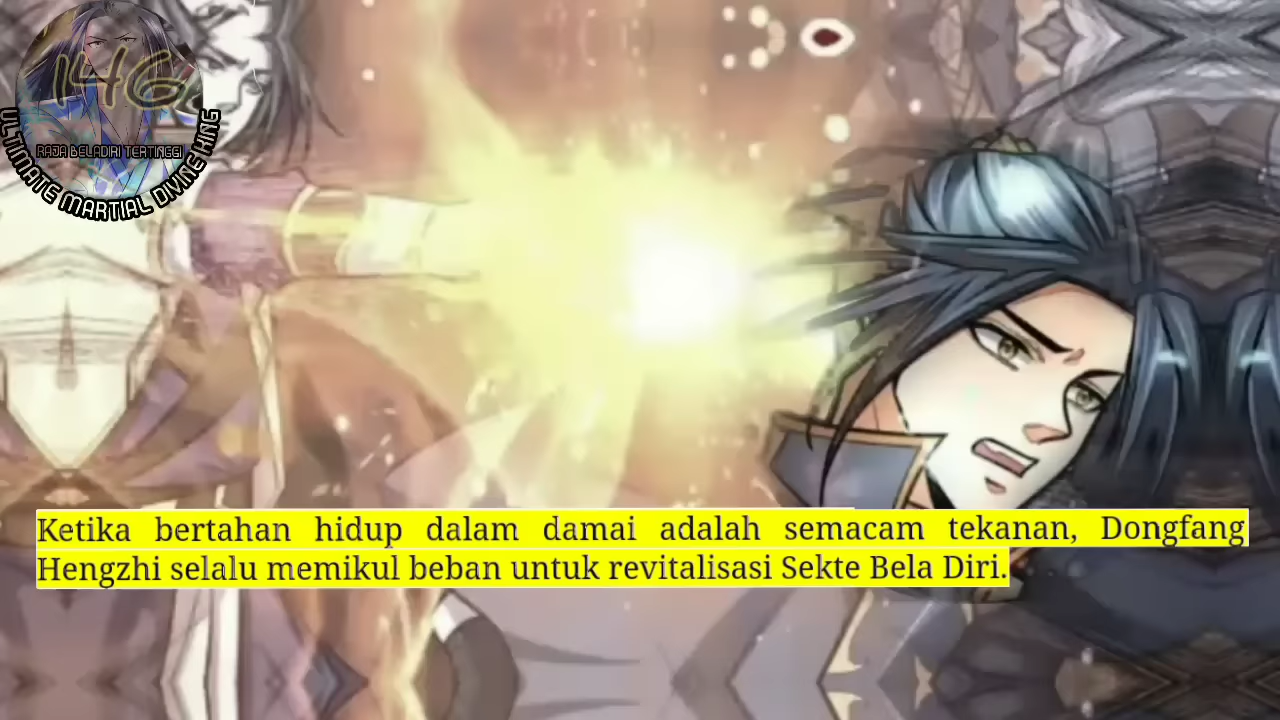 146
RAJA BELADIRI TERTINGGI
ULTIMATE MARTIAL DIVINE KING
Ketika bertahan hidup dalam damai adalah semacam tekanan, Dongfang
Hengzhi selalu memikul beban untuk revitalisasi Sekte Bela Diri.